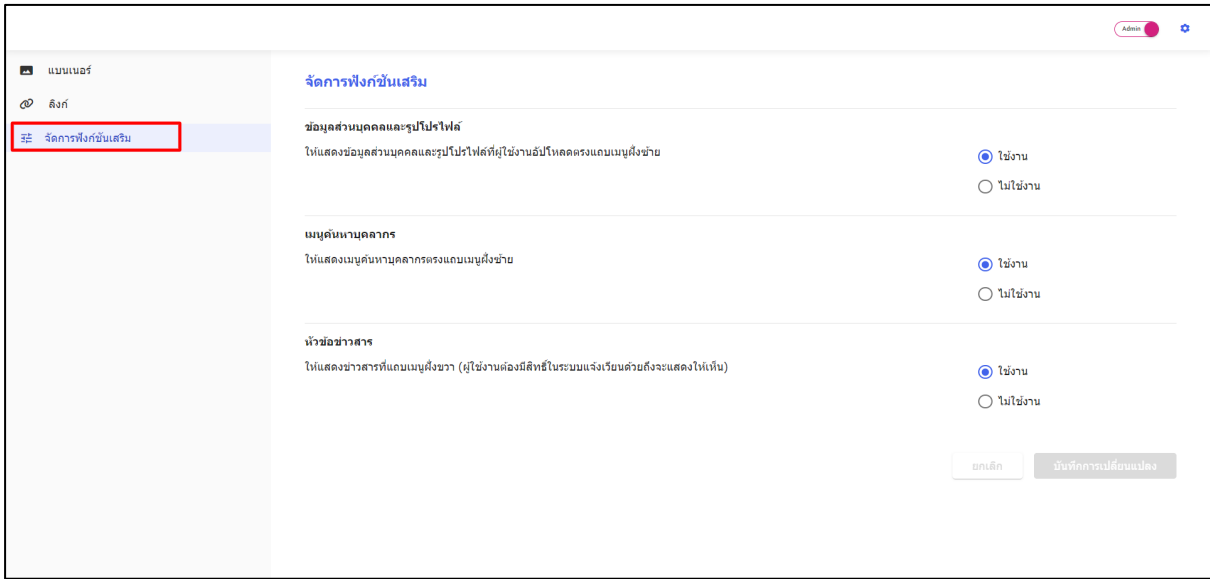 Admin
แบนเนอร์
ลิงก์
จัดการฟังก์ชันเสริม
จัดการฟังก์ชันเสริม
ข้อมูลส่วนบุคคลและรูปโปรไฟล์
ให้แสดงข้อมูลส่วนบุคคลและรูปโปรไฟล์ที่ผู้ใช้งานอัปโหลดตรงแถบเมนูฝั่งซ้าย
ใช้งาน
ไม่ใช้งาน
เมนูค้นหาบุคลากร
ให้แสดงเมนูค้นหาบุคลากรตรงแถบเมนูฝั่งซ้าย
ใช้งาน
ไม่ใช้งาน
หัวข้อข่าวสาร
ให้แสดงข่าวสารที่แถบเมนูฝั่งขวา (ผู้ใช้งานต้องมีสิทธิ์ในระบบแจ้งเวียนด้วยถึงจะแสดงให้เห็น)
ใช้งาน
ไม่ใช้งาน
ยกเลิก บันทึกการเปลี่ยนแปลง